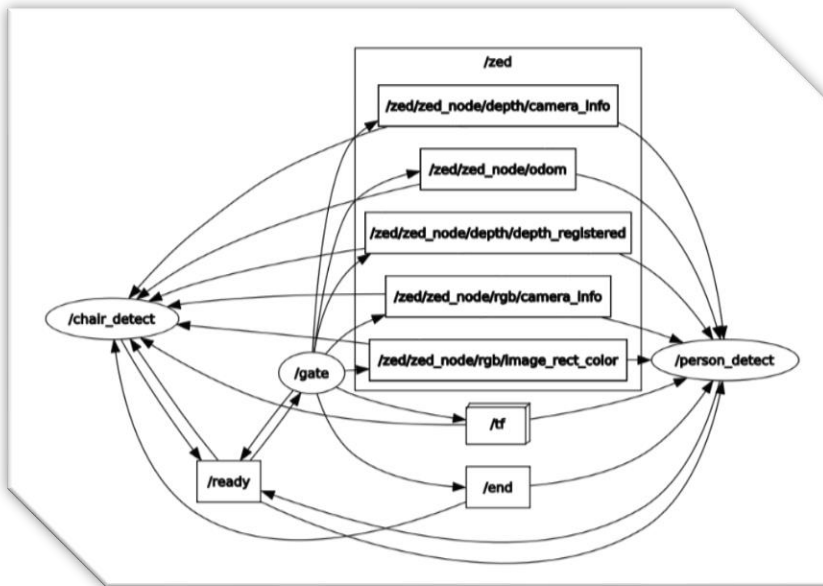 /zed
/zed/zed_node/depth/camera_info
/zed/zed_node/odom
/zed/zed_node/depth/depth_registered
/zed/zed_node/rgb/camera_info
/chair_detect
/zed/zed_node/rgb/image_rect_color
/person_detect
/gate
/tf
/ready
/end